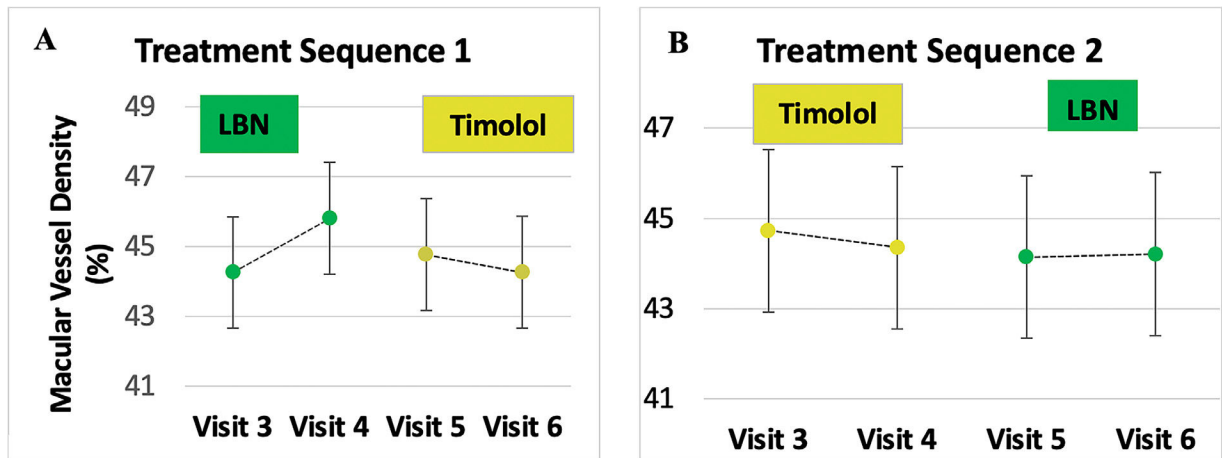 A
Treatment Sequence 1
LBN
Timolol
Macular Vessel Density
(%)
49
47
45
43
41
Visit 3 Visit 4 Visit 5 Visit 6
B
Treatment Sequence 2
Timolol
LBN
47
45
43
41
Visit 3 Visit 4 Visit 5 Visit 6